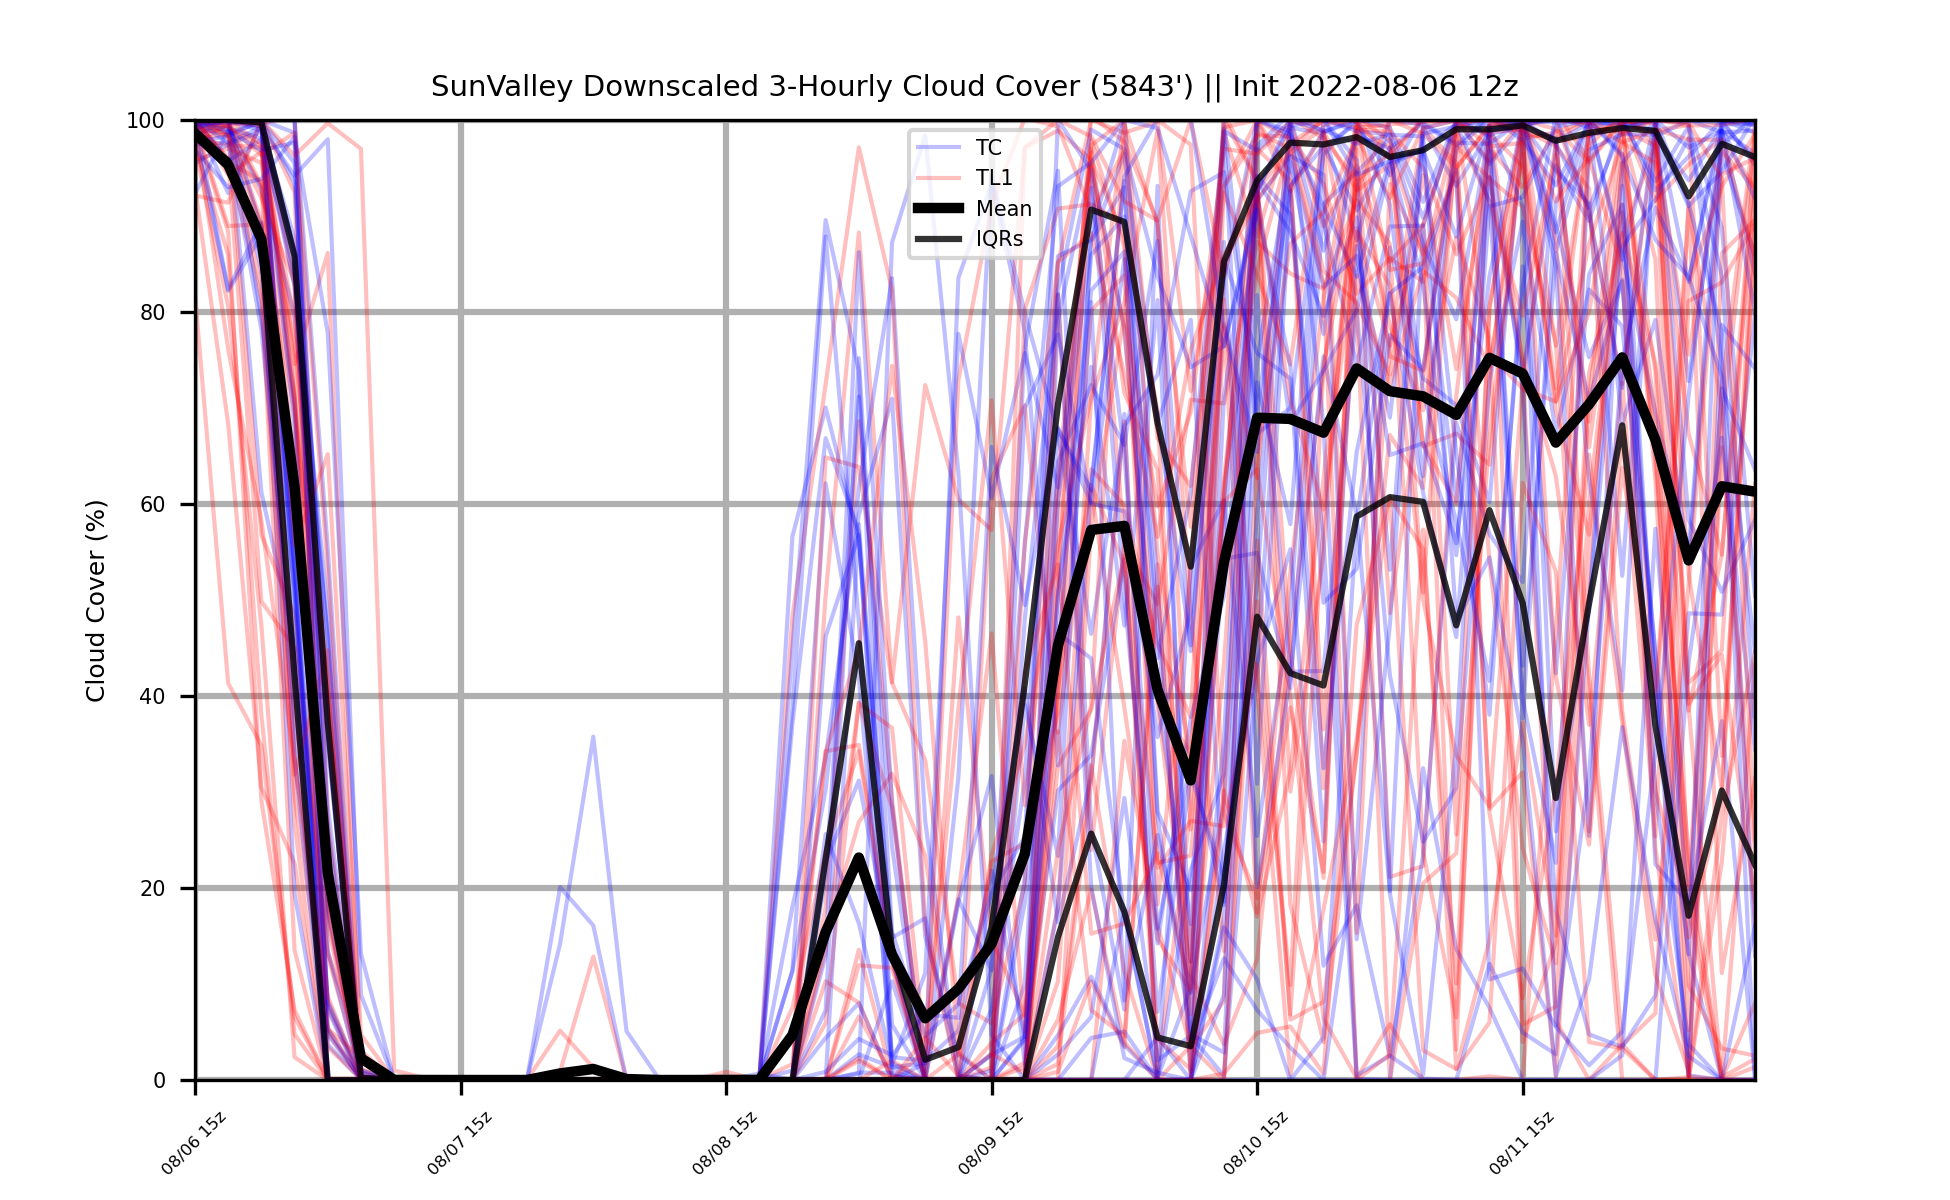 SunValley Downscaled 3-Hourly Cloud Cover (5843') || Init 2022-08-06 12z
TC
TL1
Mean
IQRs
Cloud Cover (%)
100
80
60
40
20
0
08/06 15z
08/07 15z
08/08 15z
08/09 15z
08/10 15z
08/11 15z